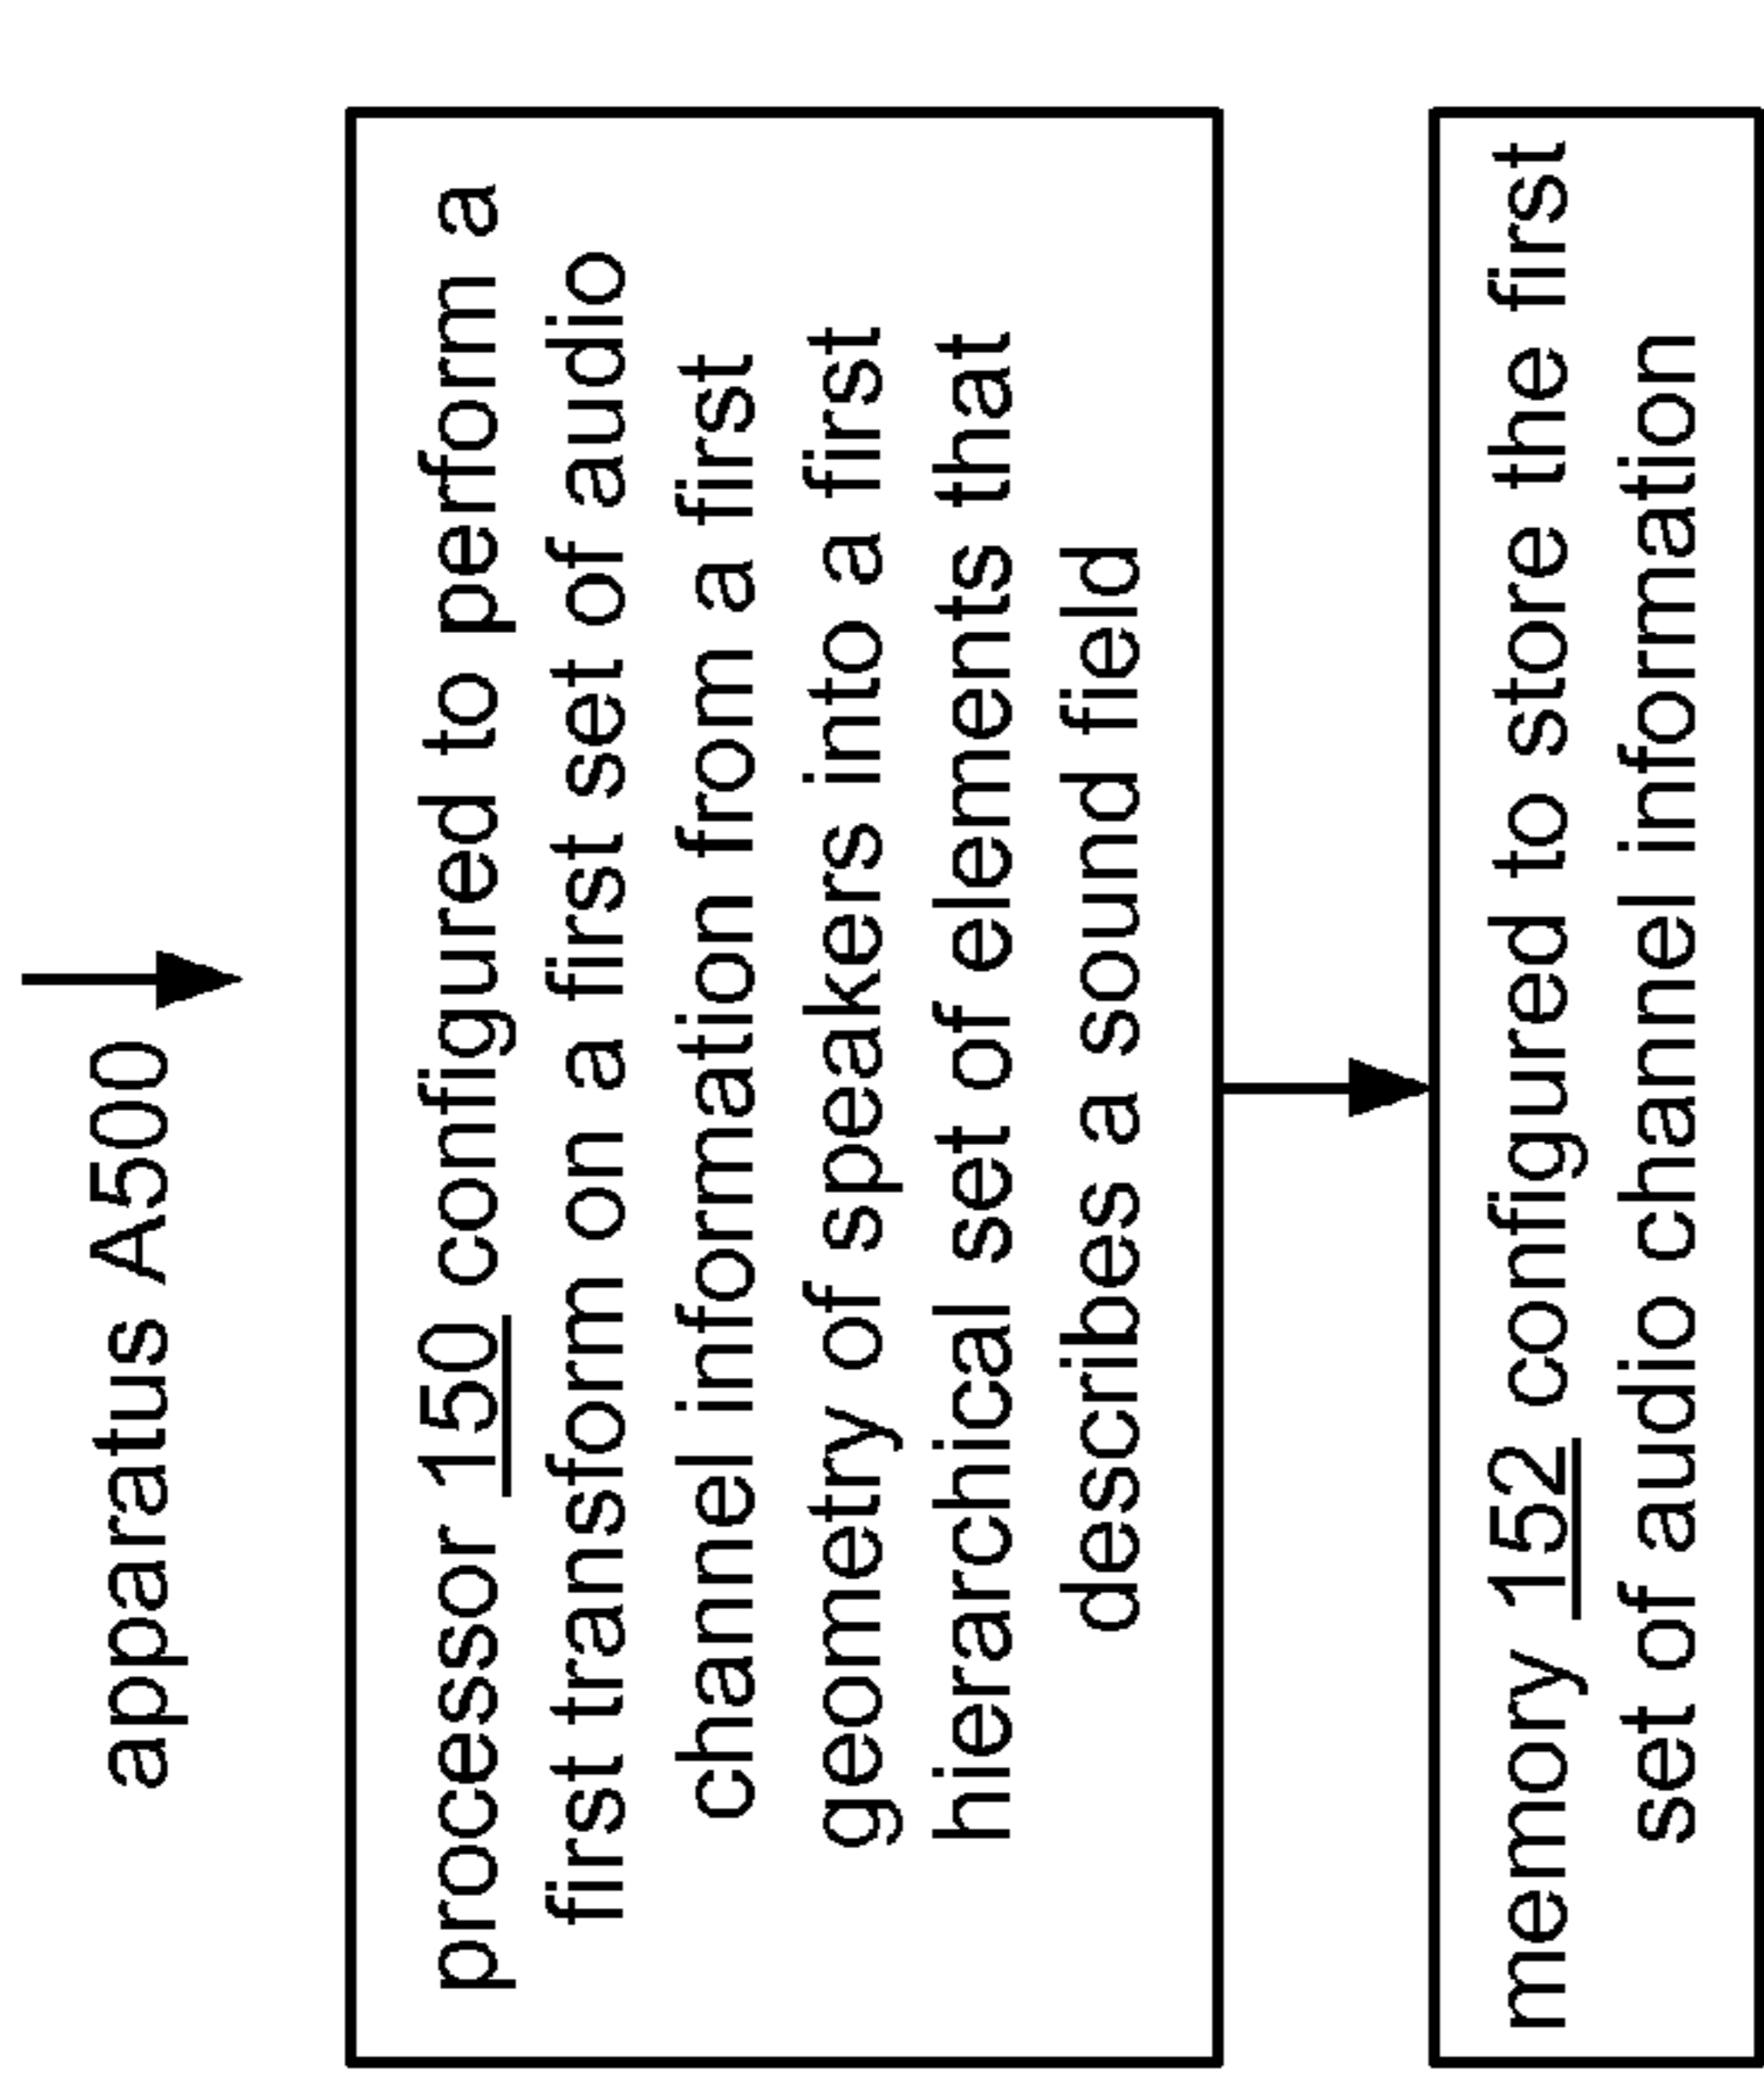 apparatus A500
processor 150 configured to perform a
first transform on a first set of audio
channel information from a first
geometry of speakers into a first
hierarchical set of elements that
describes a sound field
memory 152 configured to store the first
set of audio channel information